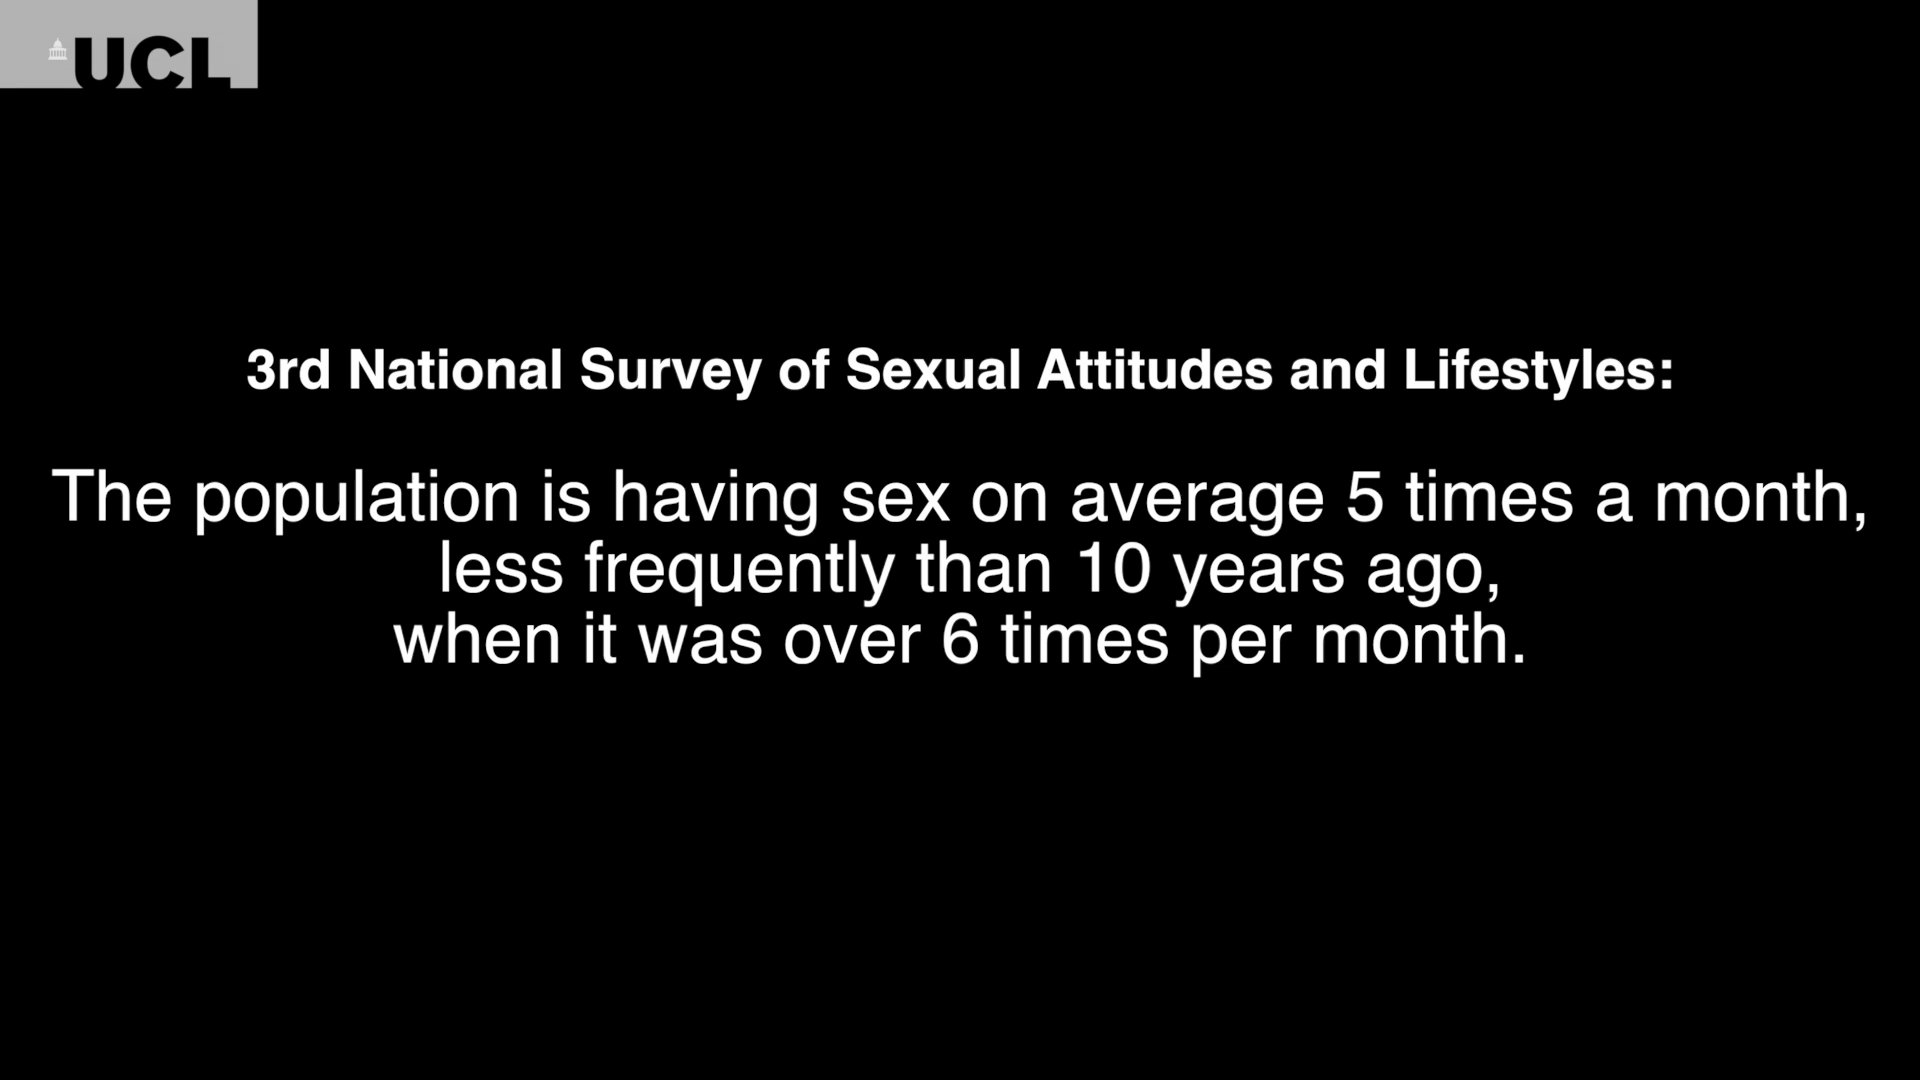 UCL
3rd National Survey of Sexual Attitudes and Lifestyles:
The population is having sex on average 5 times a month,
less frequently than 10 years ago,
when it was over 6 times per month.